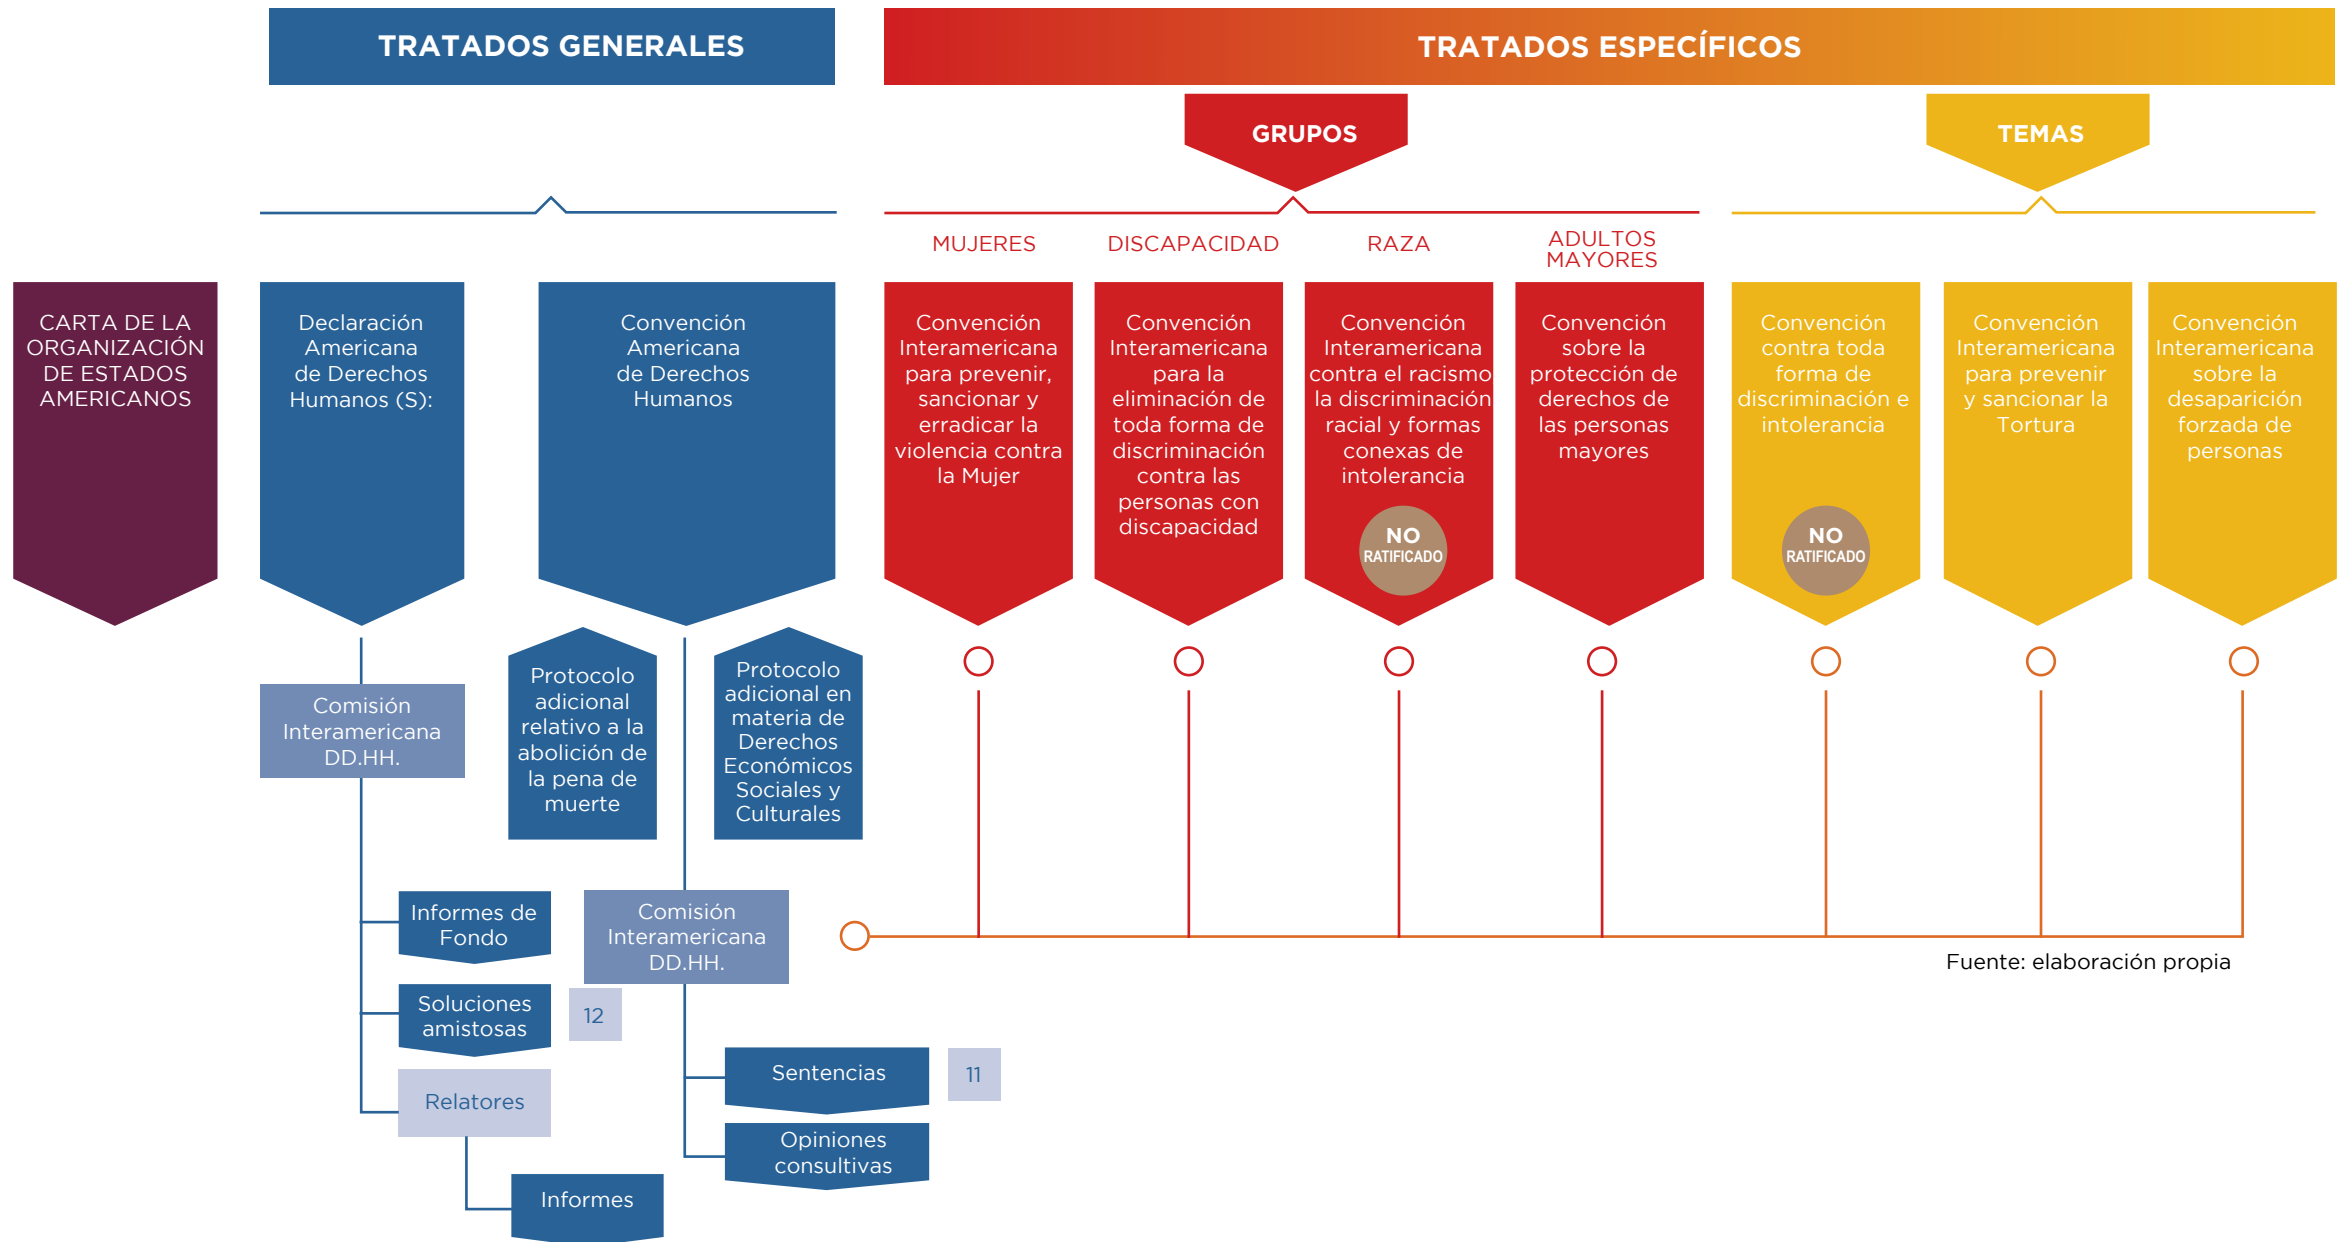 TRATADOS GENERALES
TRATADOS ESPECÍFICOS
GRUPOS
TEMAS
MUJERES
DISCAPACIDAD
RAZA
ADULTOS
MAYORES
CARTA DE LA
ORGANIZACIÓN
DE ESTADOS
AMERICANOS
Declaración
Americana
de Derechos
Humanos (S):
Convención
Americana
de Derechos
Humanos
Convención
Interamericana
para prevenir,
sancionar y
erradicar la
violencia contra
la Mujer
Convención
Interamericana
para la
eliminación de
toda forma de
discriminación
contra las
personas con
discapacidad
Convención
Interamericana
contra el racismo
la discriminación
racial y formas
conexas de
intolerancia
NO
RATIFICADO
Convención
sobre la
protección de
derechos de
las personas
mayores
Convención
contra toda
forma de
discriminación e
intolerancia
NO
RATIFICADO
Convención
Interamericana
para prevenir
y sancionar la
Tortura
Convención
Interamericana
sobre la
desaparición
forzada de
personas
Comisión
Interamericana
DD.HH.
Protocolo
adicional
relativo a la
abolición de
la pena de
muerte
Protocolo
adicional en
materia de
Derechos
Económicos
Sociales y
Culturales
Informes de
Fondo
Soluciones
amistosas
12
Relatores
Informes
Comisión
Interamericana
DD.HH.
Sentencias
11
Opiniones
consultivas
Fuente: elaboración propia